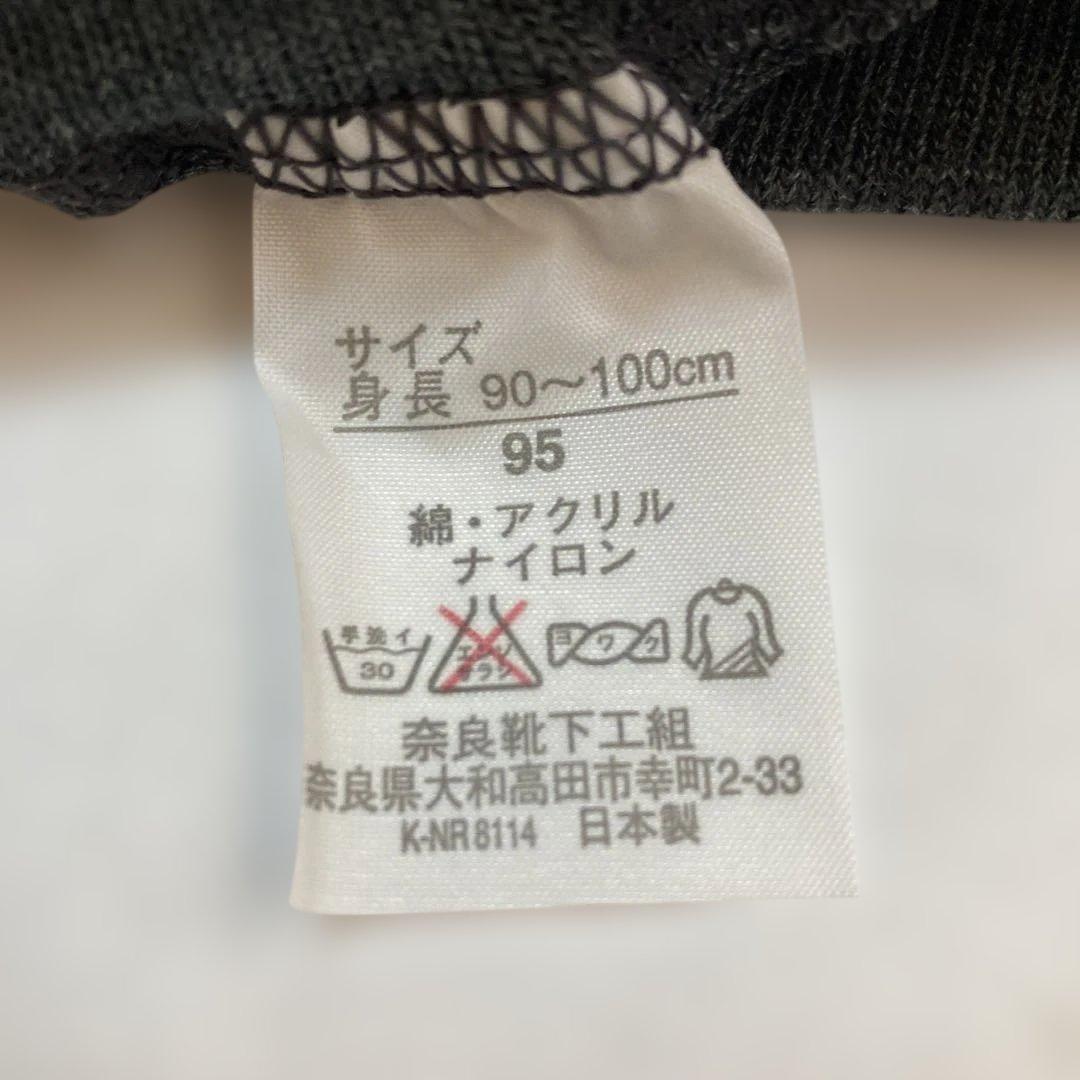 サイズ
身長 90～100cm
95
綿・アクリル
ナイロン
手洗イ
30
エンソ
サラシ
ヨワク
奈良靴下工組
奈良県大和高田市幸町2-33
K-NR8114 日本製